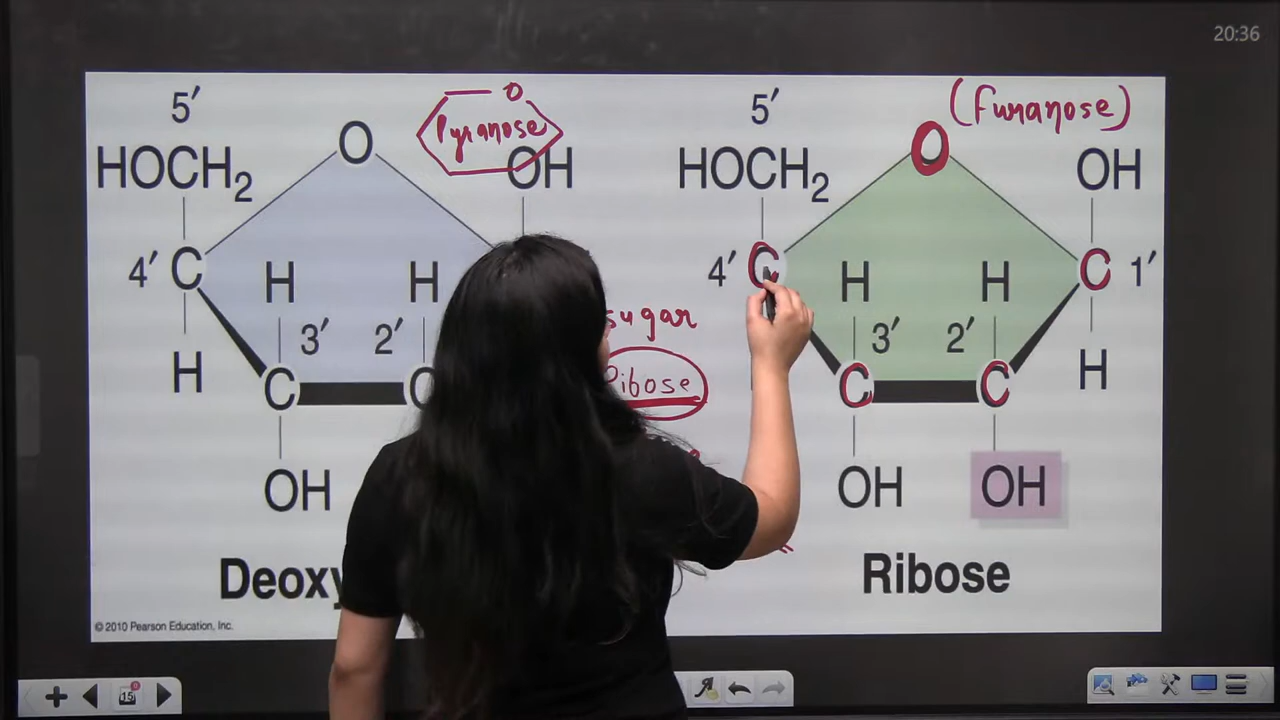 20:36
5′
O
Pyranose
O
OH
HOCH2
4′ C
H
H
3′
2′
H
C
C
OH
Deoxy
© 2010 Pearson Education, Inc.
sugar
Ribose
5′
(Furanose)
HOCH2
O
OH
4′ C
H
H
C 1′
3′
2′
H
C
C
OH
OH
Ribose
15